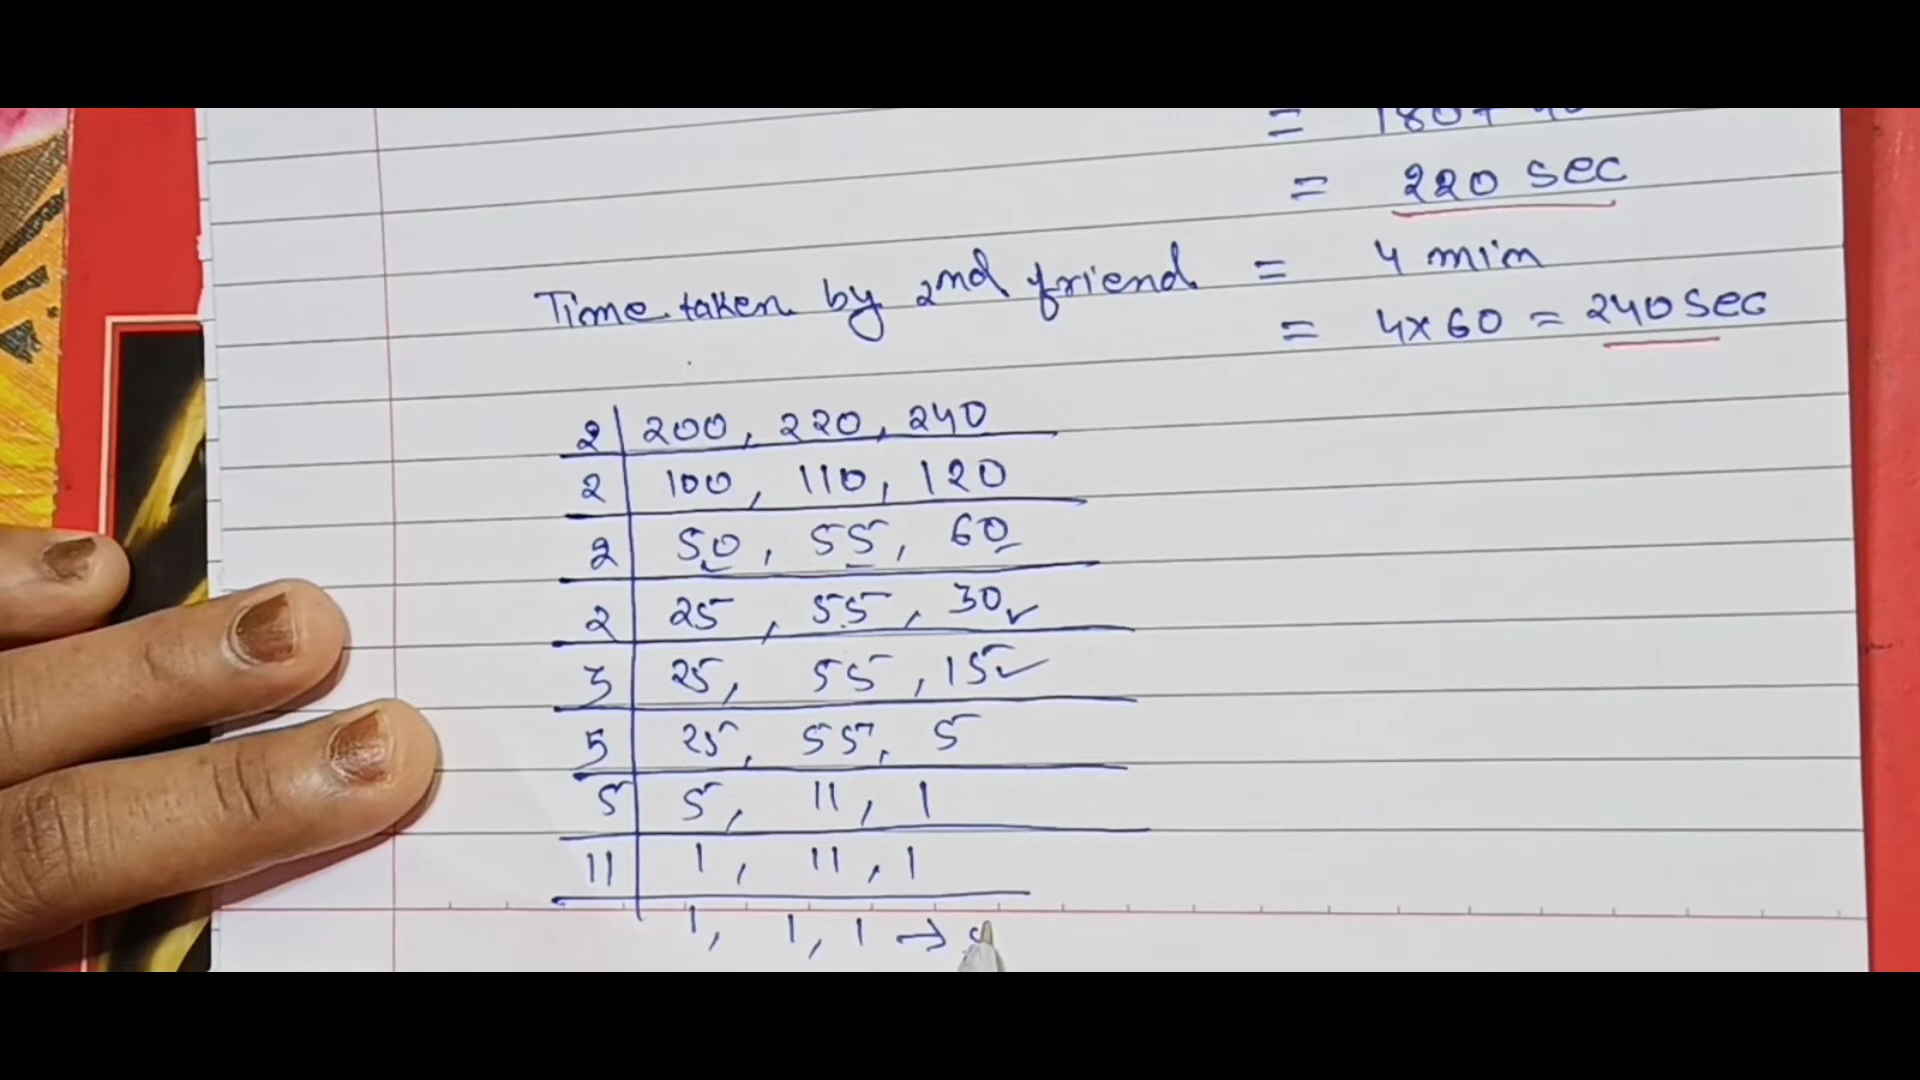 = 180 + 40
= 220 sec
Time taken by 2nd friend = 4 min
= 4x60 = 240 sec
2 | 200, 220, 240
2 | 100, 110, 120
2 | 50, 55, 60
2 | 25, 55, 30 ✓
3 | 25, 55, 15 ✓
5 | 25, 55, 5
5 | 5, 11, 1
11 | 1, 11, 1
1, 1, 1 →